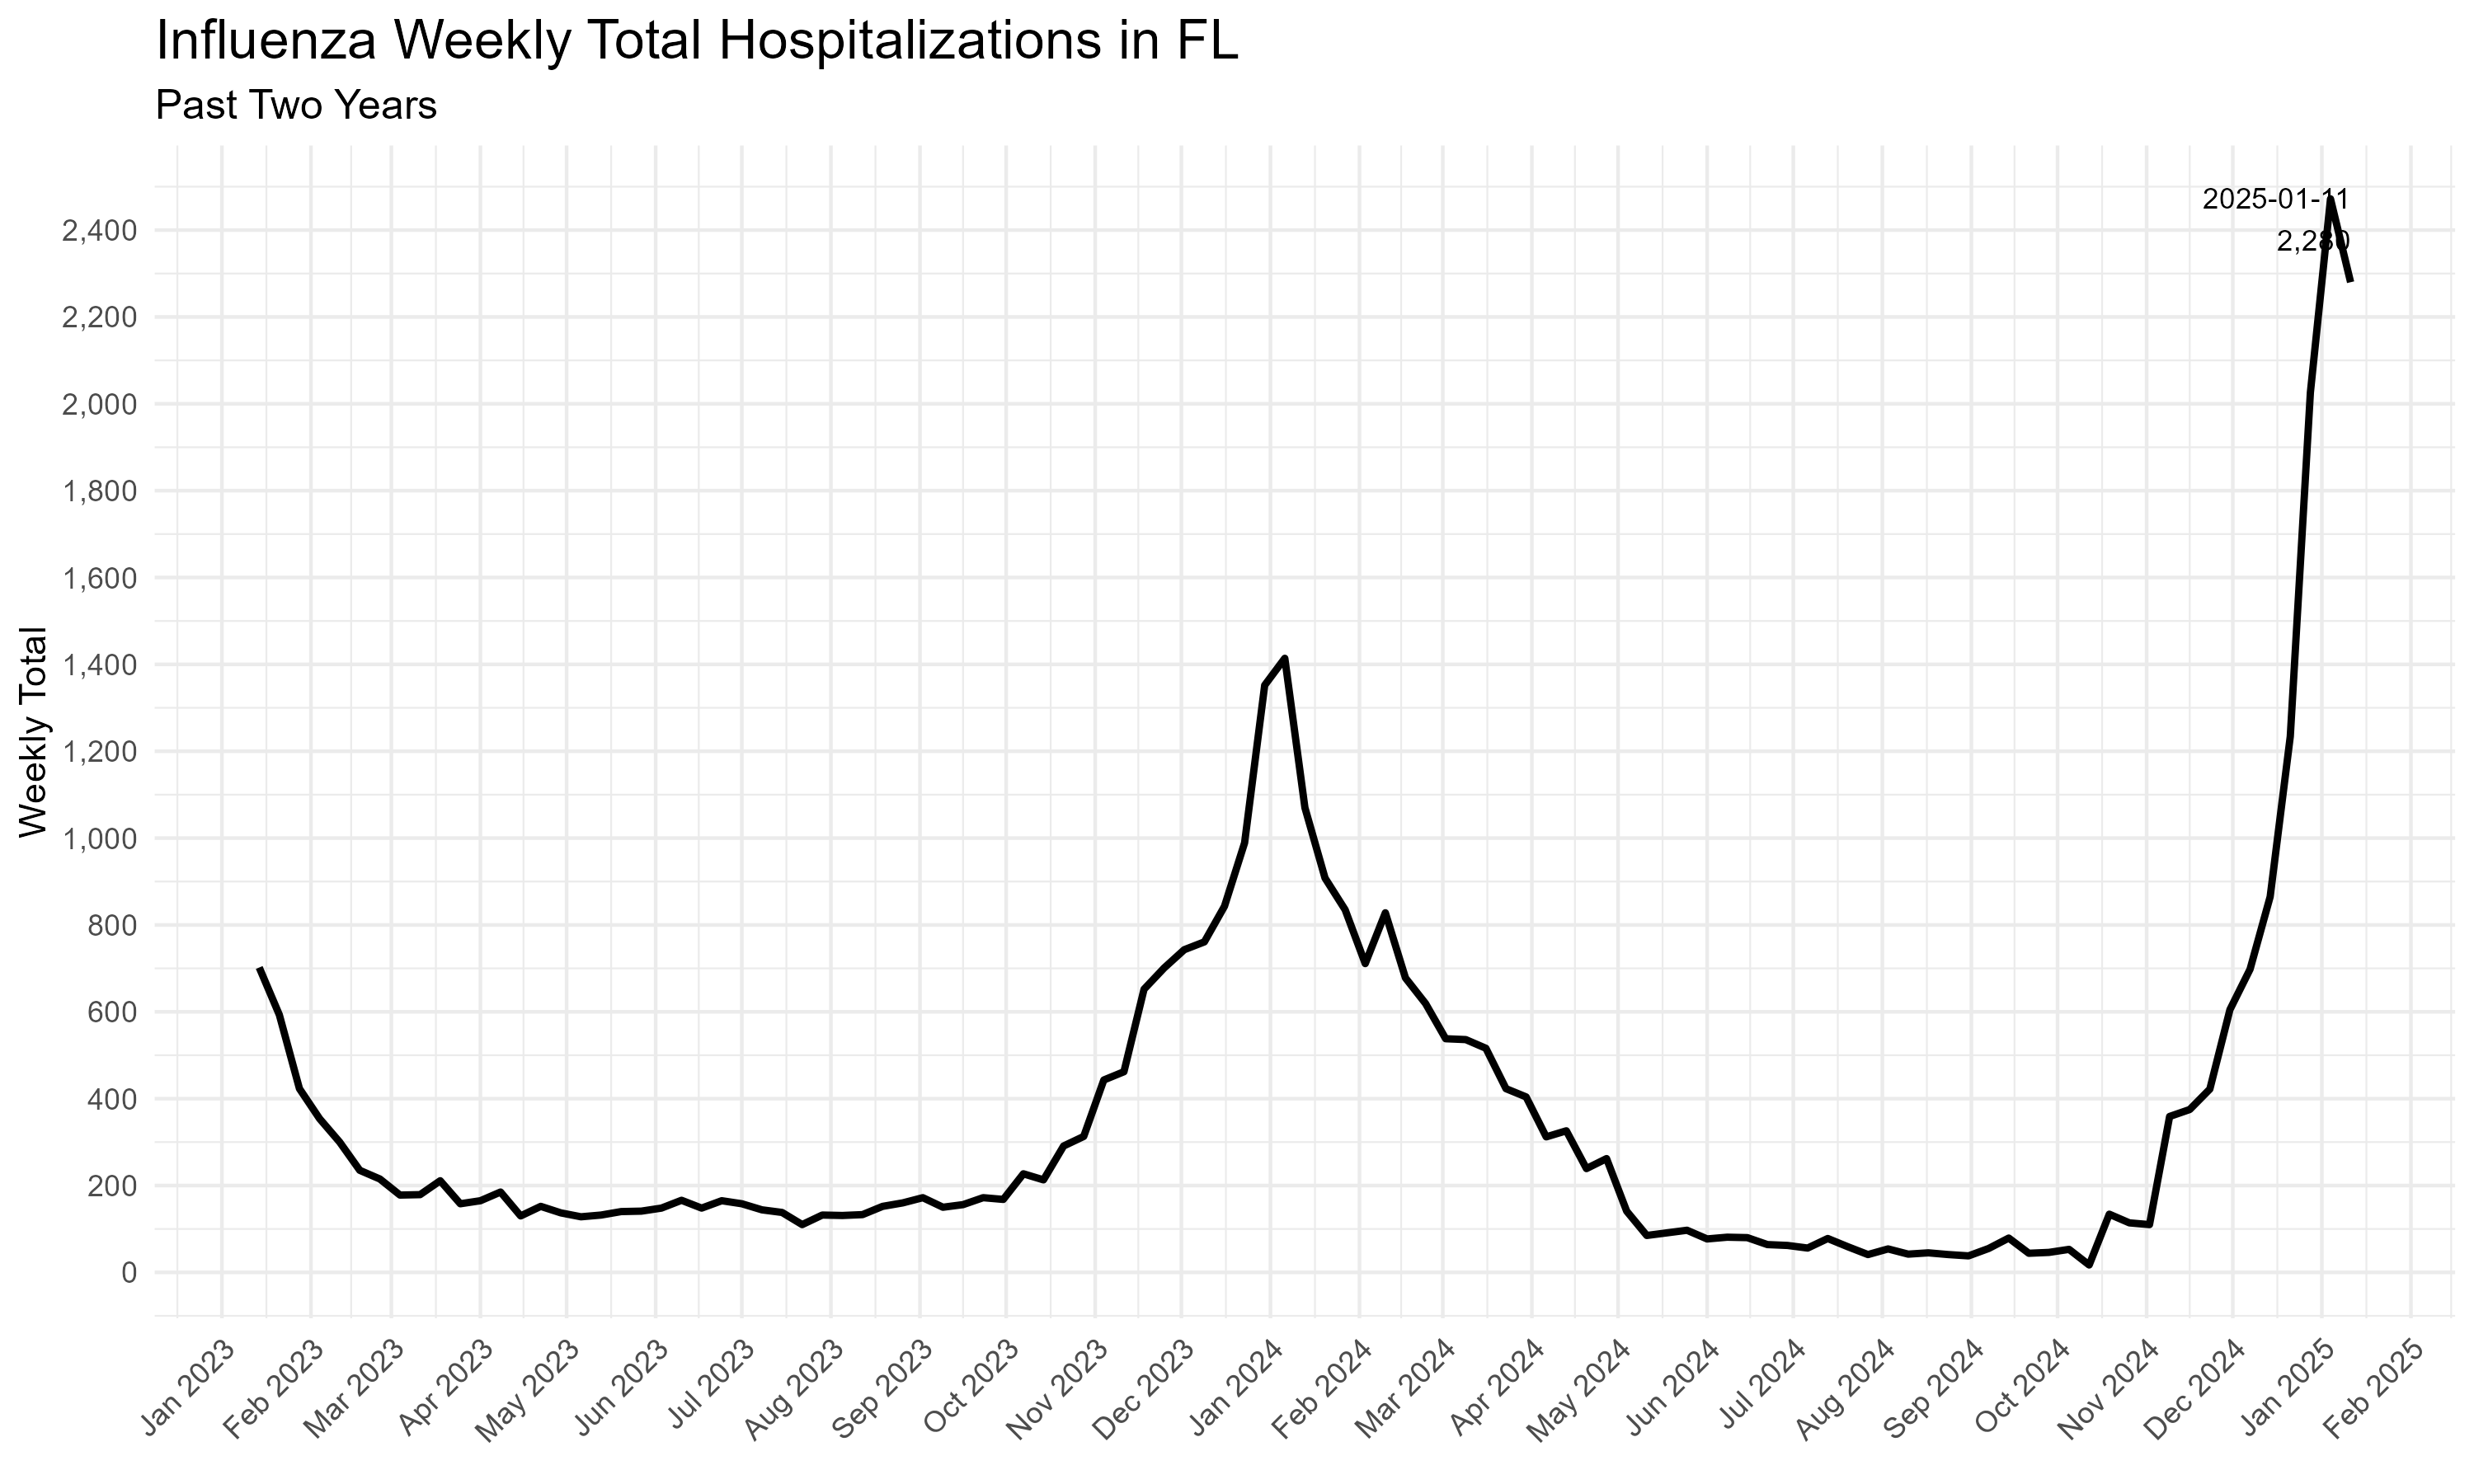 Influenza Weekly Total Hospitalizations in FL
Past Two Years
2025-01-11
2,280
Weekly Total
2,400
2,200
2,000
1,800
1,600
1,400
1,200
1,000
800
600
400
200
0
Jan 2023
Feb 2023
Mar 2023
Apr 2023
May 2023
Jun 2023
Jul 2023
Aug 2023
Sep 2023
Oct 2023
Nov 2023
Dec 2023
Jan 2024
Feb 2024
Mar 2024
Apr 2024
May 2024
Jun 2024
Jul 2024
Aug 2024
Sep 2024
Oct 2024
Nov 2024
Dec 2024
Jan 2025
Feb 2025